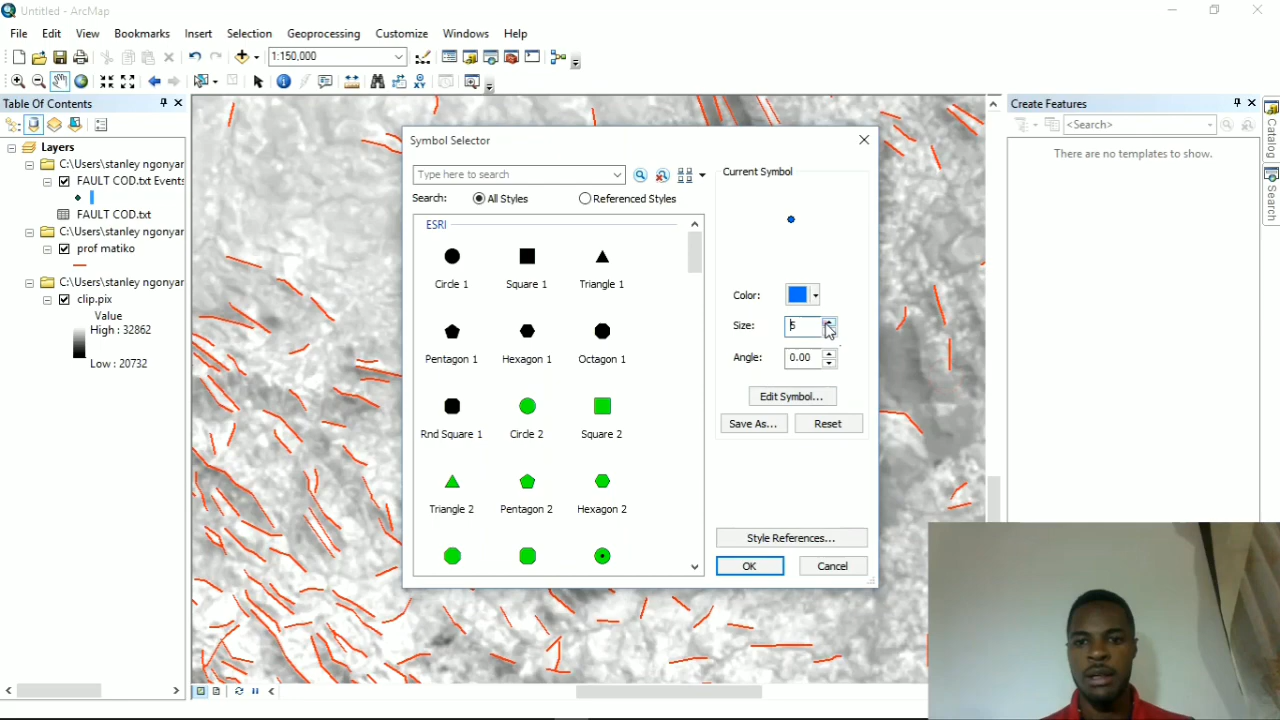 Untitled - ArcMap
File Edit View Bookmarks Insert Selection Geoprocessing Customize Windows Help
1:150,000
Table Of Contents
Layers
C:\Users\stanley ngonyar
FAULT COD.txt Events
FAULT COD.txt
C:\Users\stanley ngonyar
prof matiko
C:\Users\stanley ngonyar
clip.pix
Value
High : 32862
Low : 20732
Symbol Selector
Type here to search
Search: All Styles Referenced Styles
ESRI
Circle 1 Square 1 Triangle 1
Pentagon 1 Hexagon 1 Octagon 1
Rnd Square 1 Circle 2 Square 2
Triangle 2 Pentagon 2 Hexagon 2
Current Symbol
Color:
Size: 5
Angle: 0.00
Edit Symbol...
Save As... Reset
Style References...
OK Cancel
Create Features
<Search>
There are no templates to show.
Catalog
Search